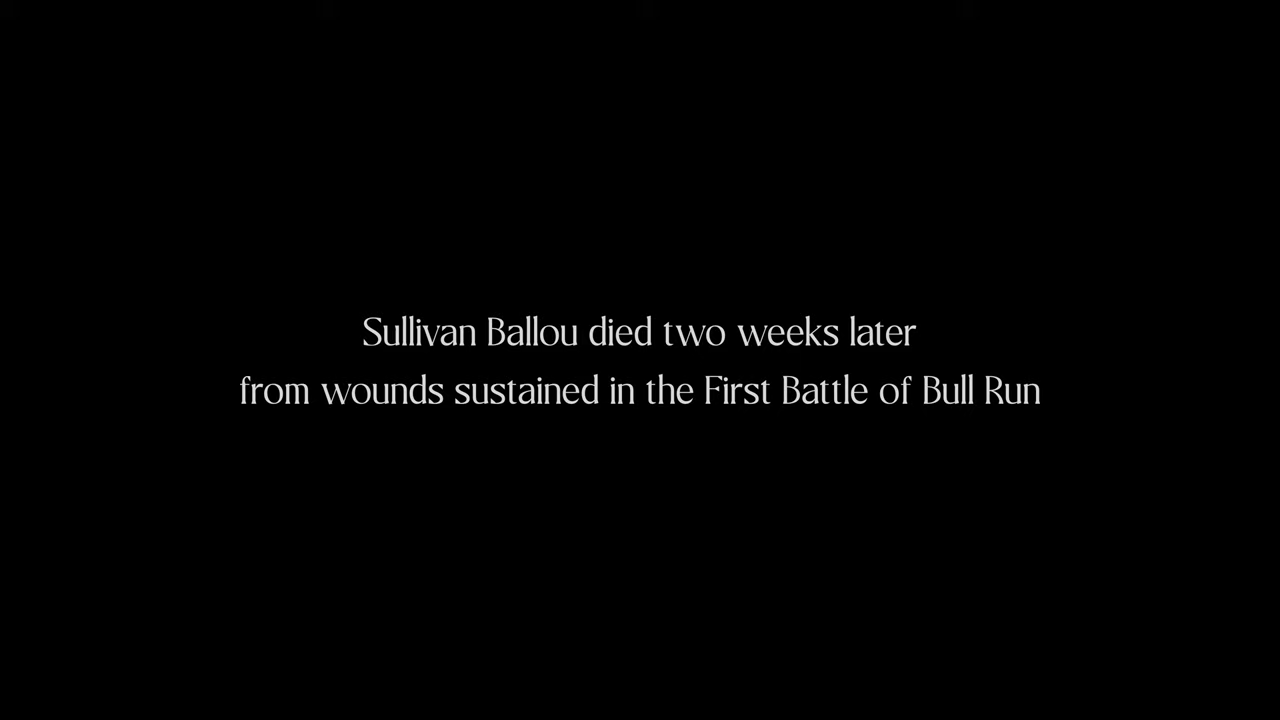 Sullivan Ballou died two weeks later
from wounds sustained in the First Battle of Bull Run